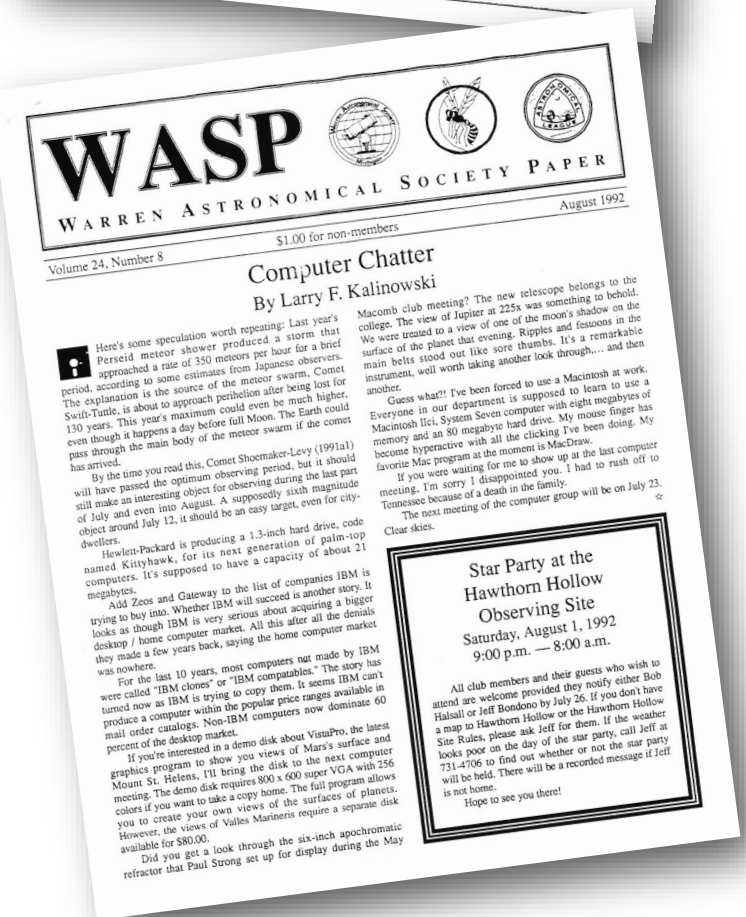 WASP
Warren Astronomical Society
Michigan
ASTRONOMICAL
LEAGUE
WARREN ASTRONOMICAL SOCIETY PAPER
Volume 24, Number 8
$1.00 for non-members
August 1992
Computer Chatter
By Larry F. Kalinowski
Here's some speculation worth repeating: Last year's
Perseid meteor shower produced a storm that
approached a rate of 350 meteors per hour for a brief
period, according to some estimates from Japanese observers.
The explanation is the source of the meteor swarm, Comet
Swift-Tuttle, is about to approach perihelion after being lost for
130 years. This year's maximum could even be much higher,
even though it happens a day before full Moon. The Earth could
pass through the main body of the meteor swarm if the comet
has arrived.
By the time you read this, Comet Shoemaker-Levy (1991a1)
will have passed the optimum observing period, but it should
still make an interesting object for observing during the last part
of July and even into August. A supposedly sixth magnitude
object around July 12, it should be an easy target, even for city-
dwellers.
Hewlett-Packard is producing a 1.3-inch hard drive, code
named Kittyhawk, for its next generation of palm-top
computers. It's supposed to have a capacity of about 21
megabytes.
Add Zeos and Gateway to the list of companies IBM is
trying to buy into. Whether IBM will succeed is another story. It
looks as though IBM is very serious about acquiring a bigger
desktop / home computer market. All this after all the denials
they made a few years back, saying the home computer market
was nowhere.
For the last 10 years, most computers not made by IBM
were called "IBM clones" or "IBM compatables." The story has
turned now as IBM is trying to copy them. It seems IBM can't
produce a computer within the popular price ranges available in
mail order catalogs. Non-IBM computers now dominate 60
percent of the desktop market.
If you're interested in a demo disk about VistaPro, the latest
graphics program to show you views of Mars's surface and
Mount St. Helens, I'll bring the disk to the next computer
meeting. The demo disk requires 800 x 600 super VGA with 256
colors if you want to take a copy home. The full program allows
you to create your own views of the surfaces of planets.
However, the views of Valles Marineris require a separate disk
available for $80.00.
Did you get a look through the six-inch apochromatic
refractor that Paul Strong set up for display during the May
Macomb club meeting? The new telescope belongs to the
college. The view of Jupiter at 225x was something to behold.
We were treated to a view of one of the moon's shadow on the
surface of the planet that evening. Ripples and festoons in the
main belts stood out like sore thumbs. It's a remarkable
instrument, well worth taking another look through,... and then
another.
Guess what?! I've been forced to use a Macintosh at work.
Everyone in our department is supposed to learn to use a
Macintosh IIci, System Seven computer with eight megabytes of
memory and an 80 megabyte hard drive. My mouse finger has
become hyperactive with all the clicking I've been doing. My
favorite Mac program at the moment is MacDraw.
If you were waiting for me to show up at the last computer
meeting, I'm sorry I disappointed you. I had to rush off to
Tennessee because of a death in the family.
The next meeting of the computer group will be on July 23.
Clear skies. ☆
Star Party at the
Hawthorn Hollow
Observing Site
Saturday, August 1, 1992
9:00 p.m. — 8:00 a.m.
All club members and their guests who wish to
attend are welcome provided they notify either Bob
Halsall or Jeff Bondono by July 26. If you don't have
a map to Hawthorn Hollow or the Hawthorn Hollow
Site Rules, please ask Jeff for them. If the weather
looks poor on the day of the star party, call Jeff at
731-4706 to find out whether or not the star party
will be held. There will be a recorded message if Jeff
is not home.
Hope to see you there!